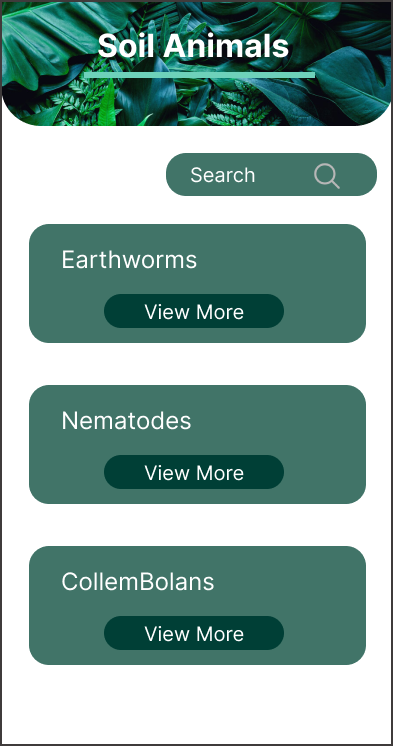 Soil Animals
Search
Earthworms
View More
Nematodes
View More
CollemBolans
View More